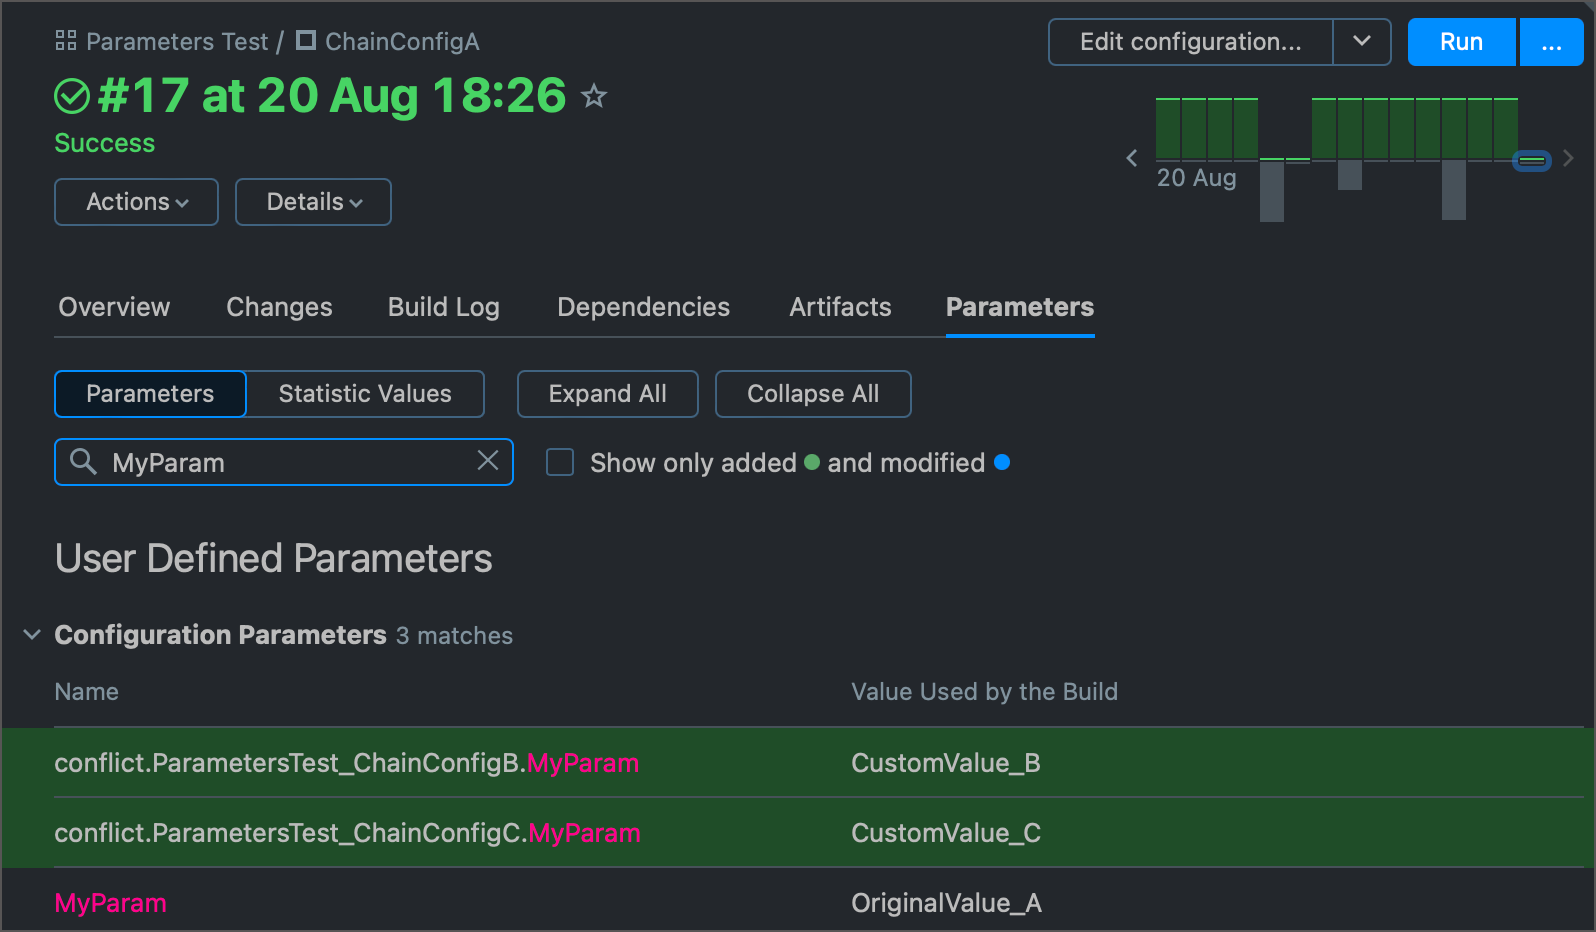 Parameters Test / ChainConfigA
Edit configuration...
Run
...
#17 at 20 Aug 18:26
Success
20 Aug
Actions
Details
Overview
Changes
Build Log
Dependencies
Artifacts
Parameters
Parameters
Statistic Values
Expand All
Collapse All
MyParam
Show only added and modified
User Defined Parameters
Configuration Parameters 3 matches
Name
Value Used by the Build
conflict.ParametersTest_ChainConfigB.MyParam
CustomValue_B
conflict.ParametersTest_ChainConfigC.MyParam
CustomValue_C
MyParam
OriginalValue_A